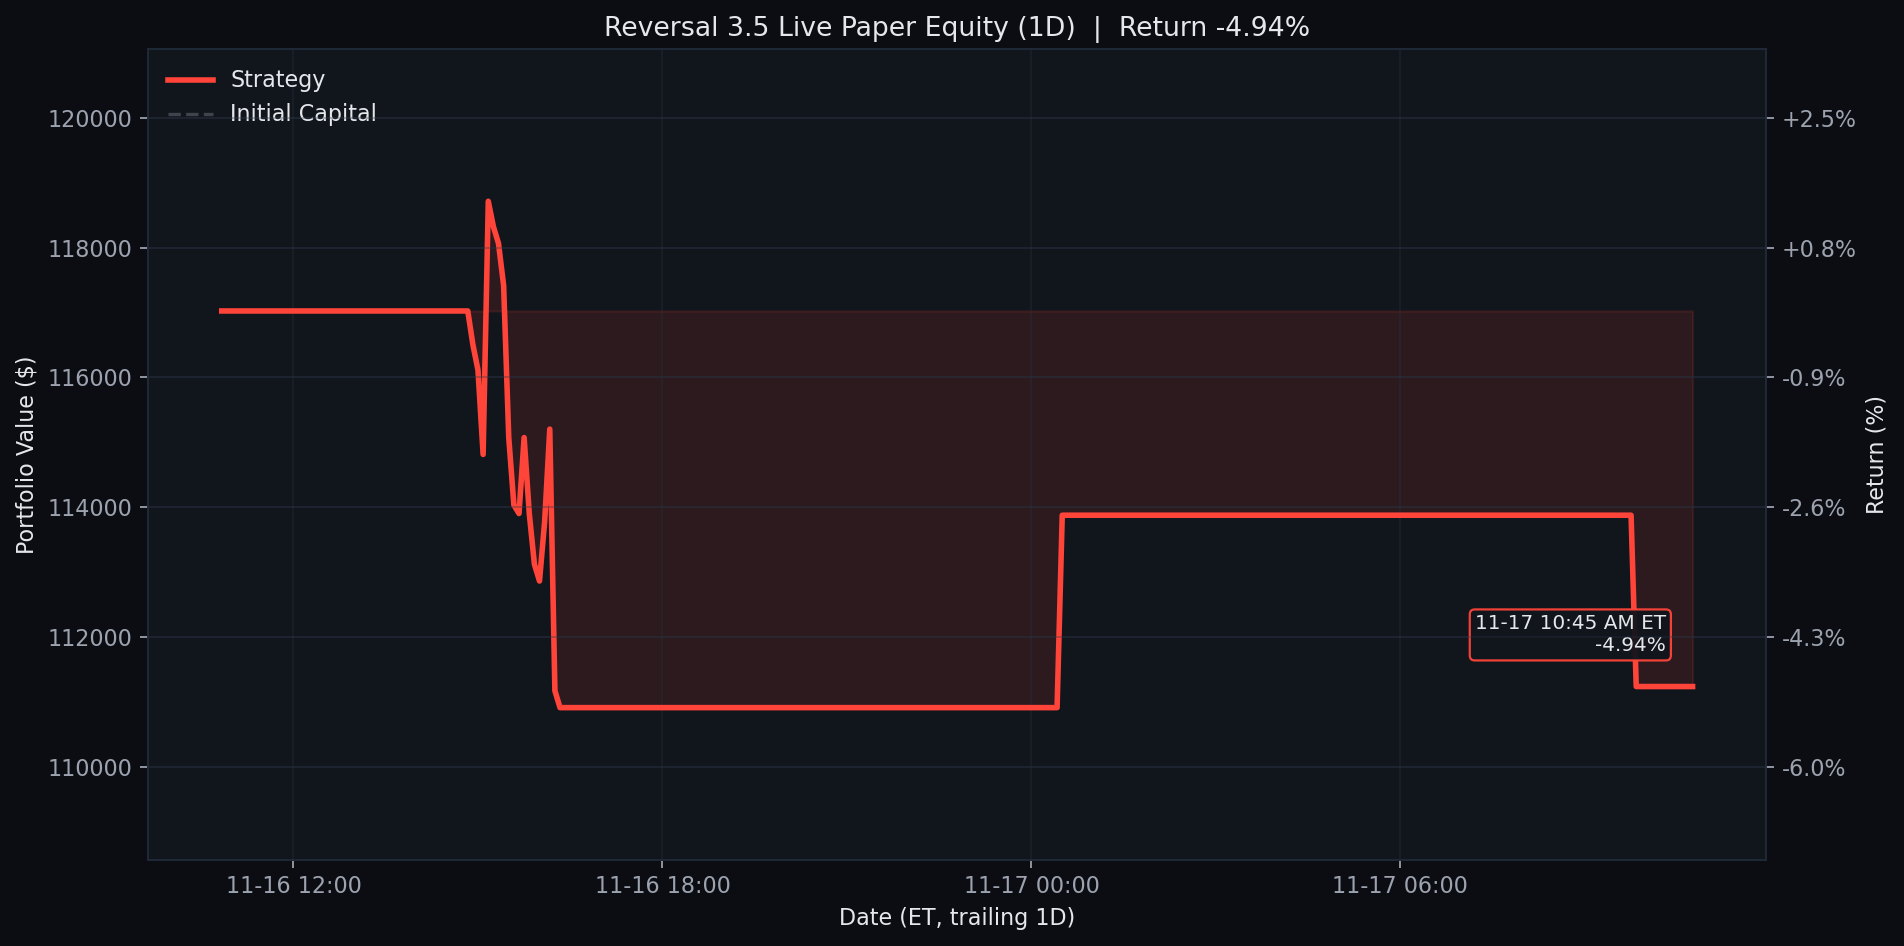 Reversal 3.5 Live Paper Equity (1D)  |  Return -4.94%
Strategy
Initial Capital
120000
118000
116000
114000
112000
110000
Portfolio Value ($)
+2.5%
+0.8%
-0.9%
-2.6%
-4.3%
-6.0%
Return (%)
11-17 10:45 AM ET
-4.94%
11-16 12:00
11-16 18:00
11-17 00:00
11-17 06:00
Date (ET, trailing 1D)